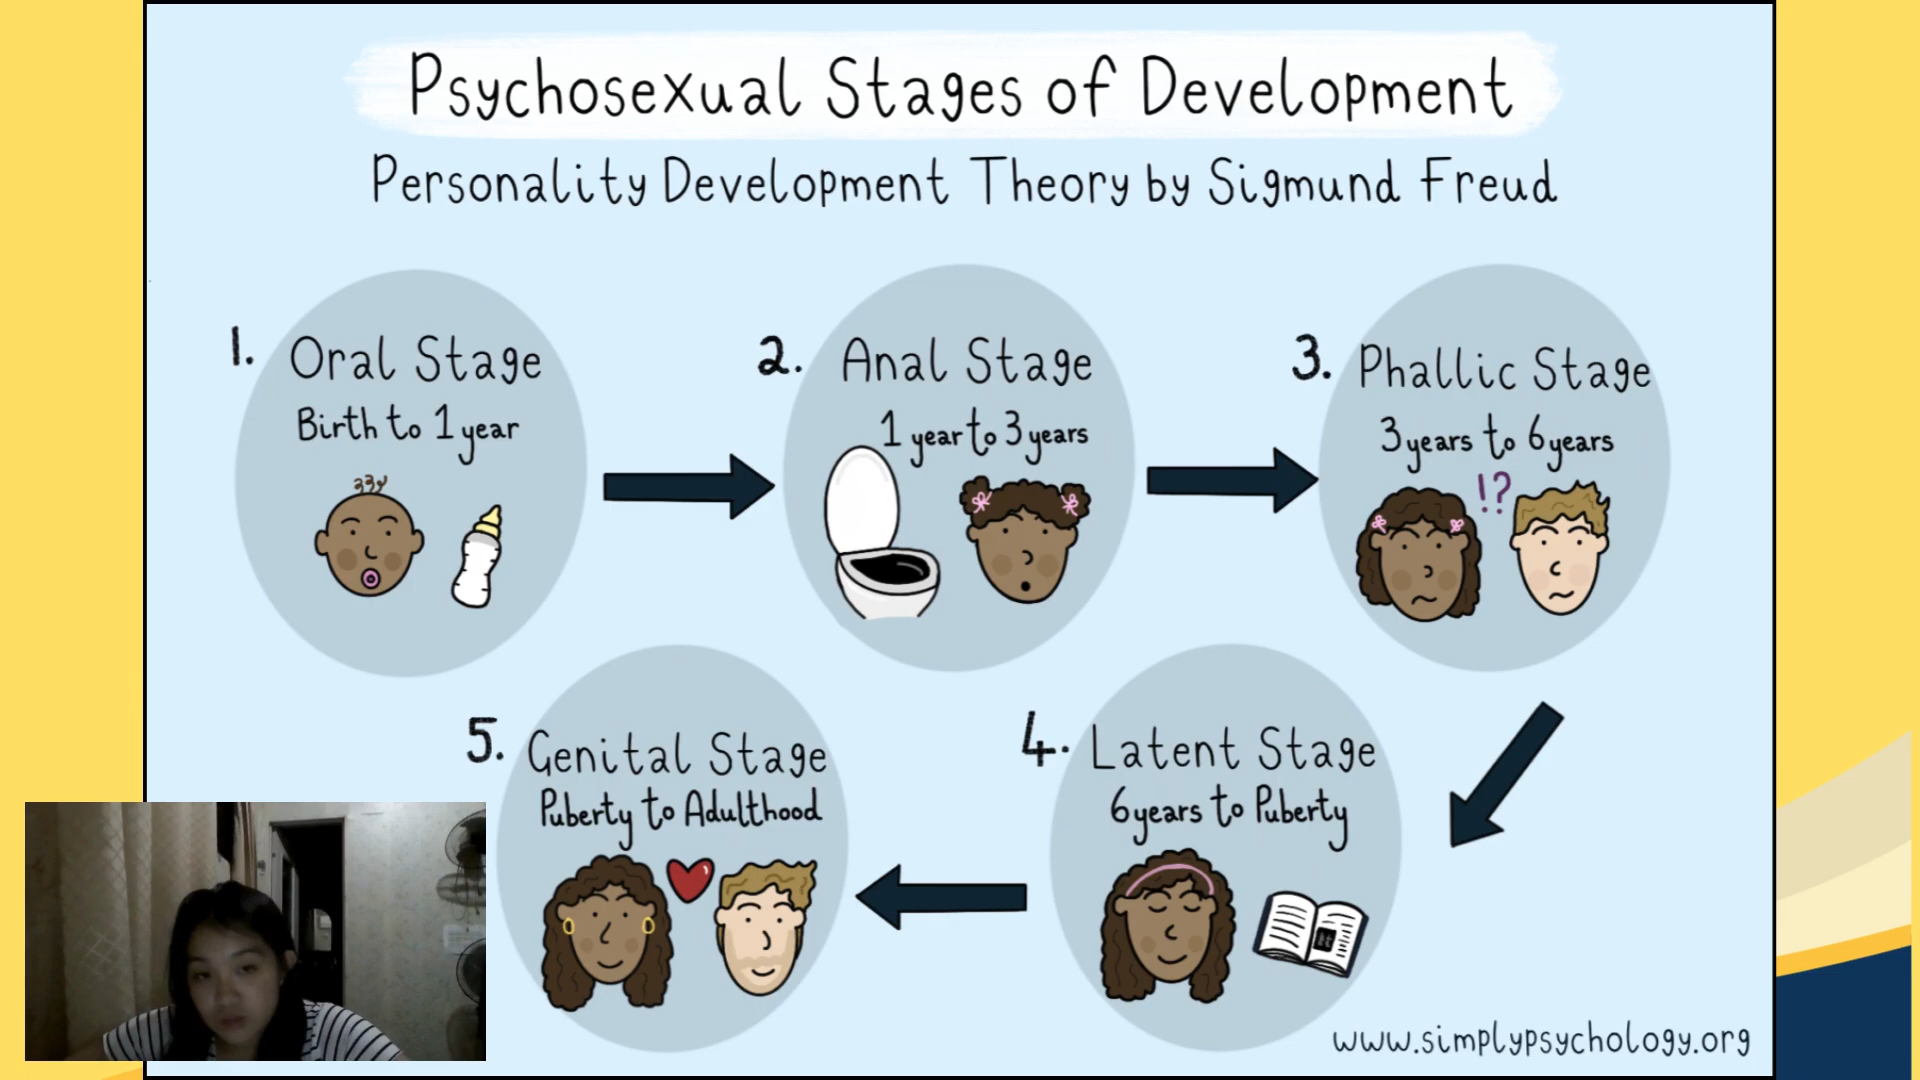 Psychosexual Stages of Development
Personality Development Theory by Sigmund Freud
1. Oral Stage
Birth to 1 year
2. Anal Stage
1 year to 3 years
3. Phallic Stage
3 years to 6 years
!?
4. Latent Stage
6 years to Puberty
5. Genital Stage
Puberty to Adulthood
www.simplypsychology.org